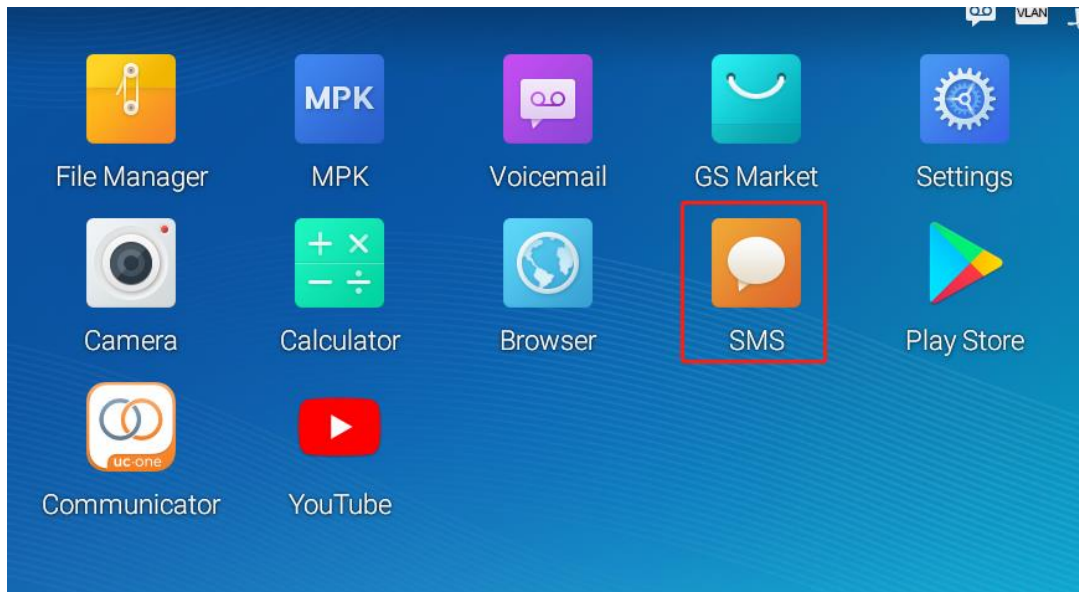 VLAN
MPK
File Manager
MPK
Voicemail
GS Market
Settings
Camera
Calculator
Browser
SMS
Play Store
uc-one
Communicator
YouTube